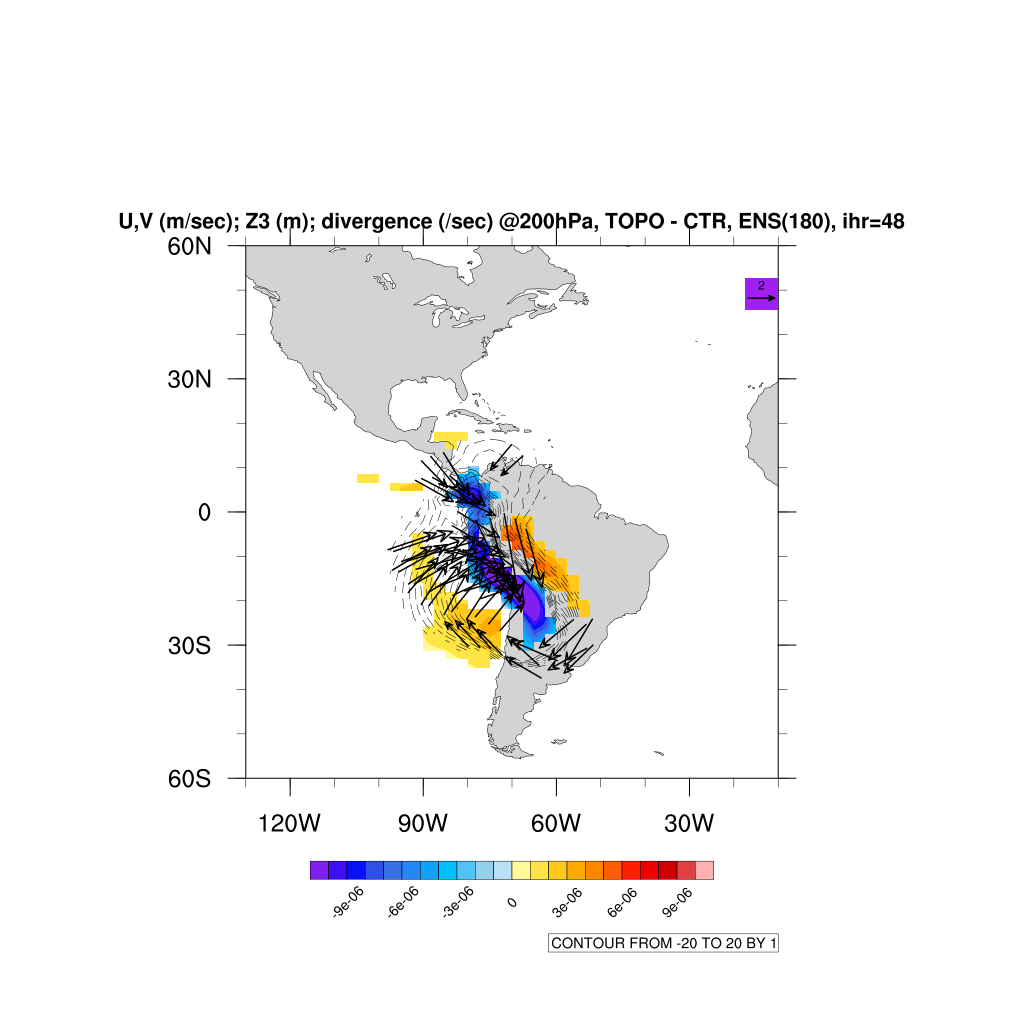 U,V (m/sec); Z3 (m); divergence (/sec) @200hPa, TOPO - CTR, ENS(180), ihr=48
60N
2
30N
0
30S
60S
120W 90W 60W 30W
-9e-06 -6e-06 -3e-06 0 3e-06 6e-06 9e-06
CONTOUR FROM -20 TO 20 BY 1